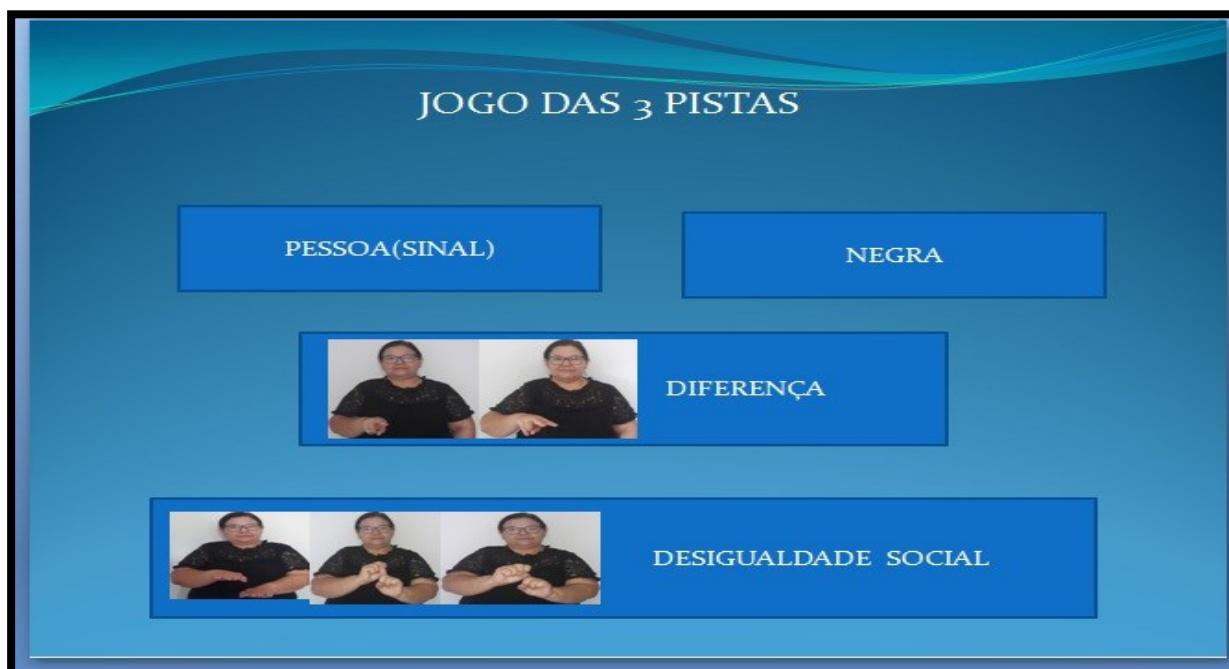 JOGO DAS 3 PISTAS
PESSOA(SINAL)
NEGRA
DIFERENÇA
DESIGUALDADE SOCIAL